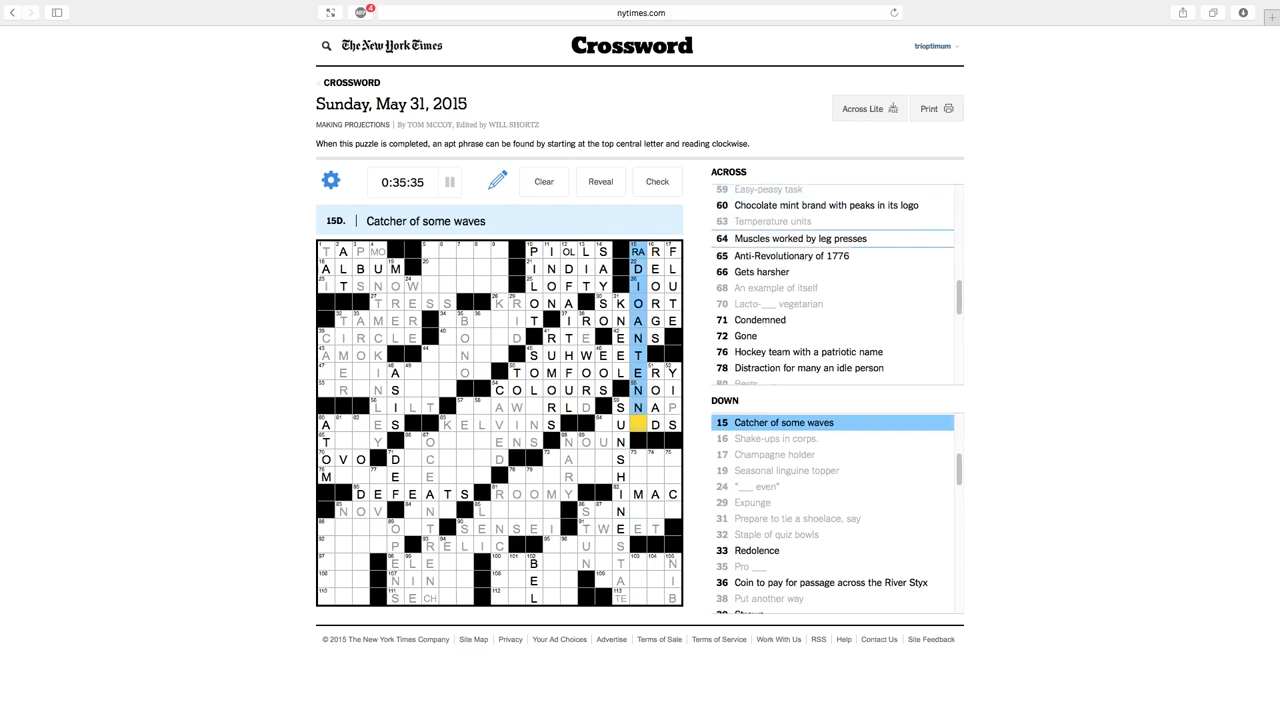 4
nytimes.com
The New York Times
Crossword
trioptimum
CROSSWORD
Sunday, May 31, 2015
MAKING PROJECTIONS | By TOM MCCOY, Edited by WILL SHORTZ
Across Lite
Print
When this puzzle is completed, an apt phrase can be found by starting at the top central letter and reading clockwise.
0:35:35
Clear
Reveal
Check
15D. | Catcher of some waves
T A P MO P I OL L S RA R F
A L B U M I N D I A D E L
I T S N O W L O F T Y I O U
T R E S S K R O N A S K O R T
T A M E R B I T I R O N A G E
C I R C L E O D R T E E N S
A M O K N S U H W E E T T
E I A O T O M F O O L E R Y
R N S C O L O U R S N O I
I L T A W R L D S N A P
A E S K E L V I N S U D S
T Y O E N S N O U N
O V O D C D A S
M E E R H
D E F E A T S R O O M Y I M A C
N O V N L S N
O T S E N S E I T W E E T
P R E L I C U S
E L E B N T N
N I N E A I
S E CH L TE B
ACROSS
59 Easy-peasy task
60 Chocolate mint brand with peaks in its logo
63 Temperature units
64 Muscles worked by leg presses
65 Anti-Revolutionary of 1776
66 Gets harsher
68 An example of itself
70 Lacto-___ vegetarian
71 Condemned
72 Gone
76 Hockey team with a patriotic name
78 Distraction for many an idle person
DOWN
15 Catcher of some waves
16 Shake-ups in corps.
17 Champagne holder
19 Seasonal linguine topper
24 "___ even"
29 Expunge
31 Prepare to tie a shoelace, say
32 Staple of quiz bowls
33 Redolence
35 Pro ___
36 Coin to pay for passage across the River Styx
38 Put another way
© 2015 The New York Times Company | Site Map | Privacy | Your Ad Choices | Advertise | Terms of Sale | Terms of Service | Work With Us | RSS | Help | Contact Us | Site Feedback